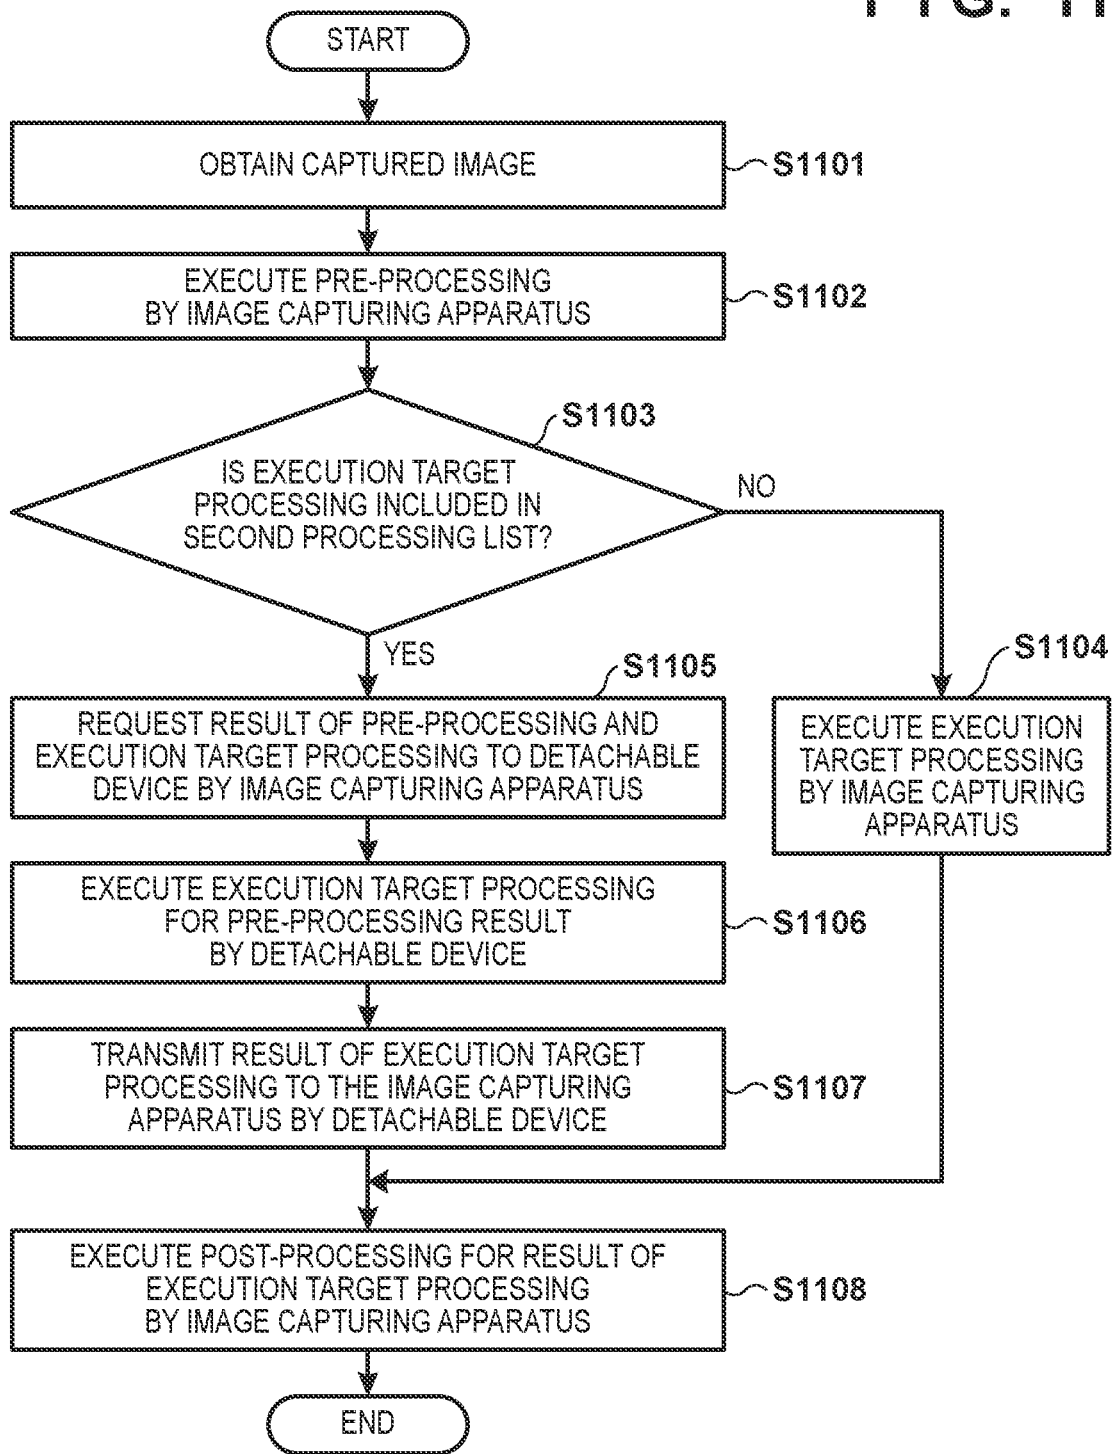 FIG. 11
START
OBTAIN CAPTURED IMAGE
S1101
EXECUTE PRE-PROCESSING
BY IMAGE CAPTURING APPARATUS
S1102
S1103
IS EXECUTION TARGET
PROCESSING INCLUDED IN
SECOND PROCESSING LIST?
NO
YES
S1104
EXECUTE EXECUTION
TARGET PROCESSING
BY IMAGE CAPTURING
APPARATUS
S1105
REQUEST RESULT OF PRE-PROCESSING AND
EXECUTION TARGET PROCESSING TO DETACHABLE
DEVICE BY IMAGE CAPTURING APPARATUS
EXECUTE EXECUTION TARGET PROCESSING
FOR PRE-PROCESSING RESULT
BY DETACHABLE DEVICE
S1106
TRANSMIT RESULT OF EXECUTION TARGET
PROCESSING TO THE IMAGE CAPTURING
APPARATUS BY DETACHABLE DEVICE
S1107
EXECUTE POST-PROCESSING FOR RESULT OF
EXECUTION TARGET PROCESSING
BY IMAGE CAPTURING APPARATUS
S1108
END